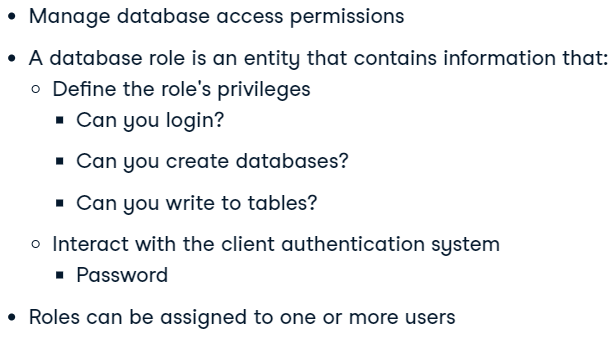 • Manage database access permissions
• A database role is an entity that contains information that:
○ Define the role's privileges
▪ Can you login?
▪ Can you create databases?
▪ Can you write to tables?
○ Interact with the client authentication system
▪ Password
• Roles can be assigned to one or more users